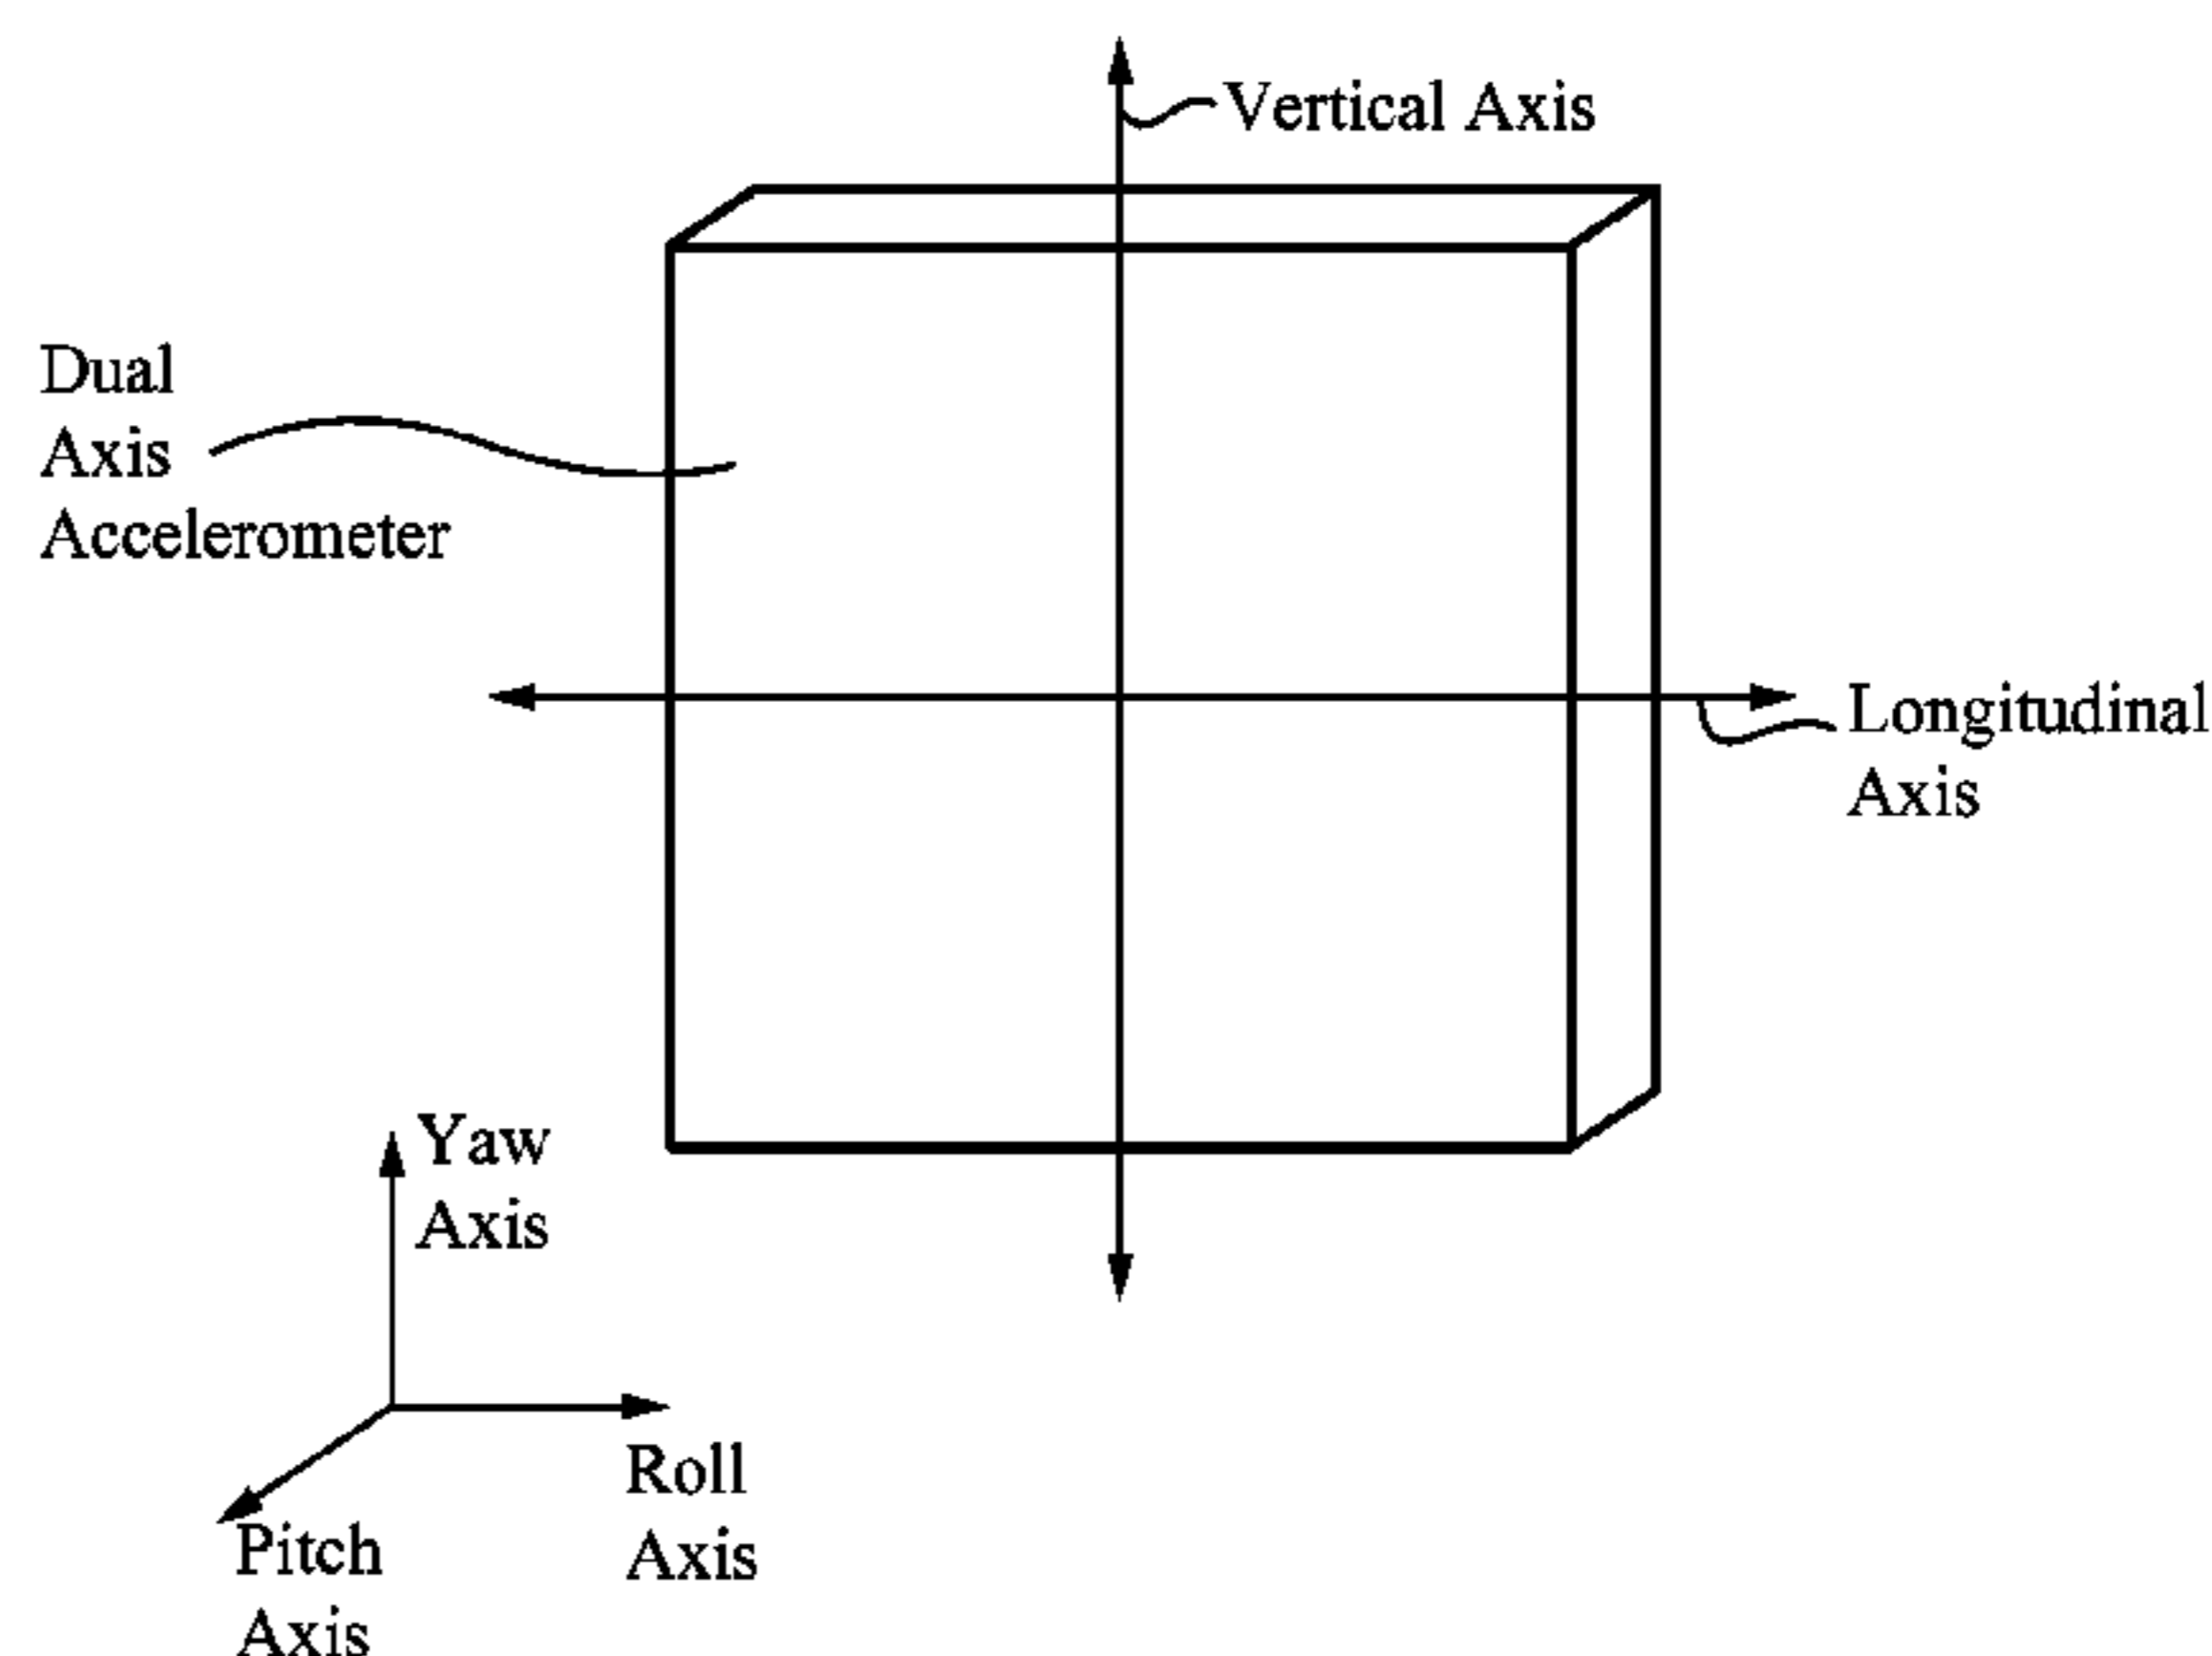 Vertical Axis
Dual
Axis
Accelerometer
Longitudinal
Axis
Yaw
Axis
Roll
Axis
Pitch
Axis